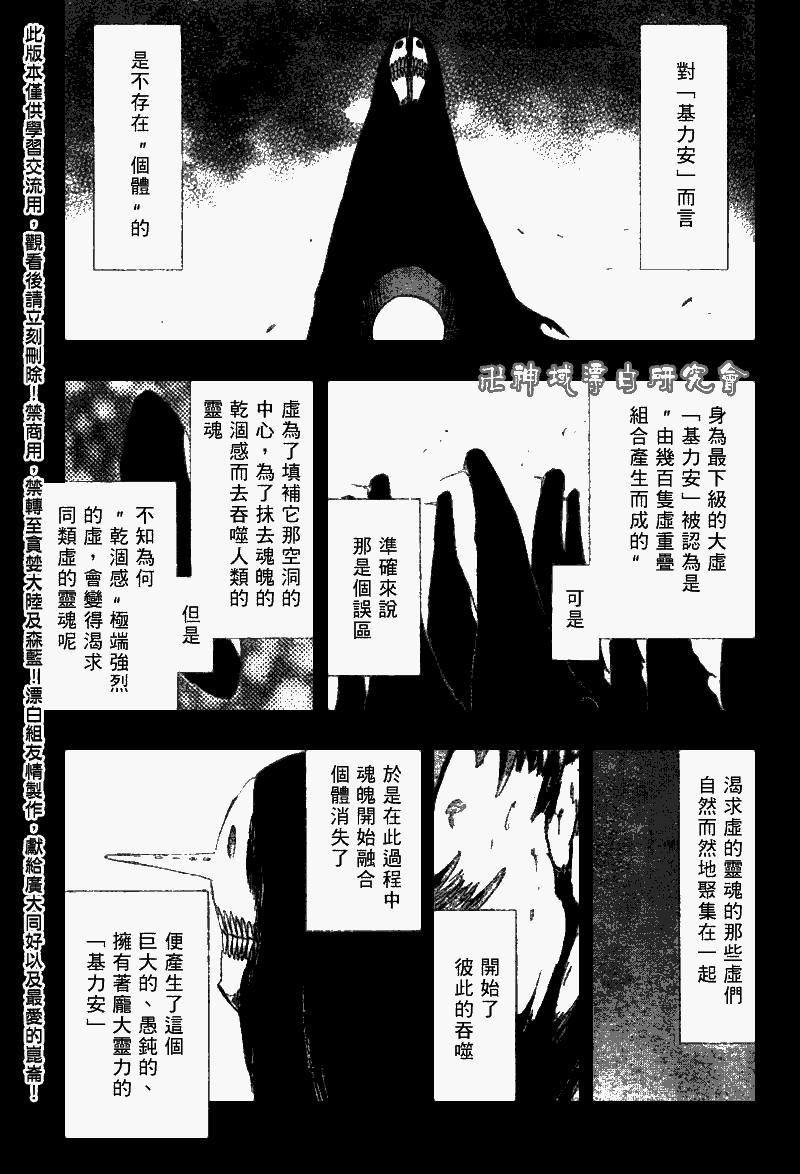 對「基力安」而言
是不存在〝個體〞的
卍神域漂白研究會
身為最下級的大虛
「基力安」被認為是
〝由幾百隻虛重疊
組合產生而成的〞
可是
準確來說
那是個誤區
虛為了填補它那空洞的
中心，為了抹去魂魄的
乾涸感而去吞噬人類的
靈魂
但是
不知為何
〝乾涸感〞極端強烈
的虛，會變得渴求
同類虛的靈魂呢
渴求虛的靈魂的那些虛們
自然而然地聚集在一起
開始了
彼此的吞噬
於是在此過程中
魂魄開始融合
個體消失了
便產生了這個
巨大的、愚鈍的、
擁有著龐大靈力的
「基力安」
此版本僅供學習交流用，觀看後請立刻刪除！禁商用，禁轉至貪婪大陸及森藍！！漂白組友情製作，獻給廣大同好以及最愛的崑崙！